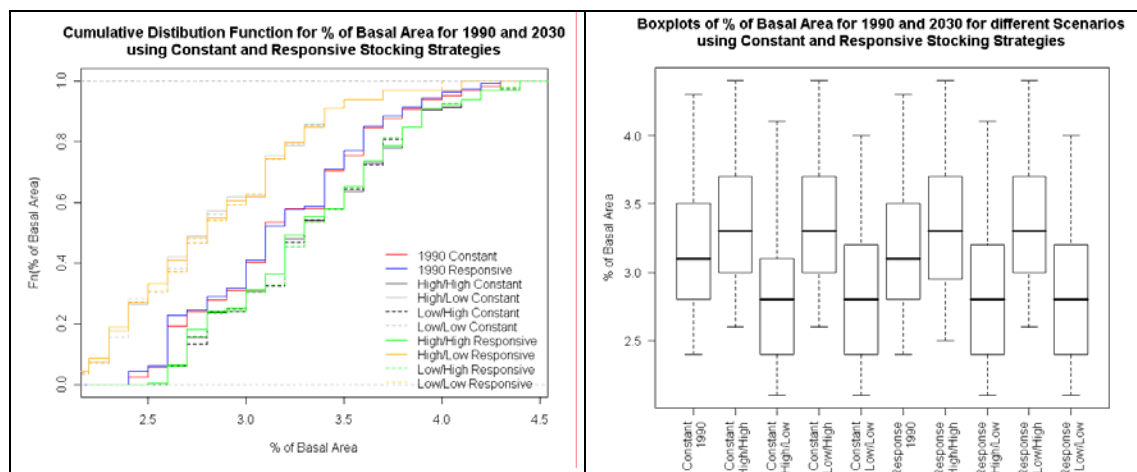 Cumulative Distibution Function for % of Basal Area for 1990 and 2030
using Constant and Responsive Stocking Strategies
Fn(% of Basal Area)
1.0
0.8
0.6
0.4
0.2
0.0
1990 Constant
1990 Responsive
High/High Constant
High/Low Constant
Low/High Constant
Low/Low Constant
High/High Responsive
High/Low Responsive
Low/High Responsive
Low/Low Responsive
2.5 3.0 3.5 4.0 4.5
% of Basal Area
Boxplots of % of Basal Area for 1990 and 2030 for different Scenarios
using Constant and Responsive Stocking Strategies
% of Basal Area
4.0
3.5
3.0
2.5
Constant
1990
Constant
High/High
Constant
High/Low
Constant
Low/High
Constant
Low/Low
Response
1990
Response
High/High
Response
High/Low
Response
Low/High
Response
Low/Low